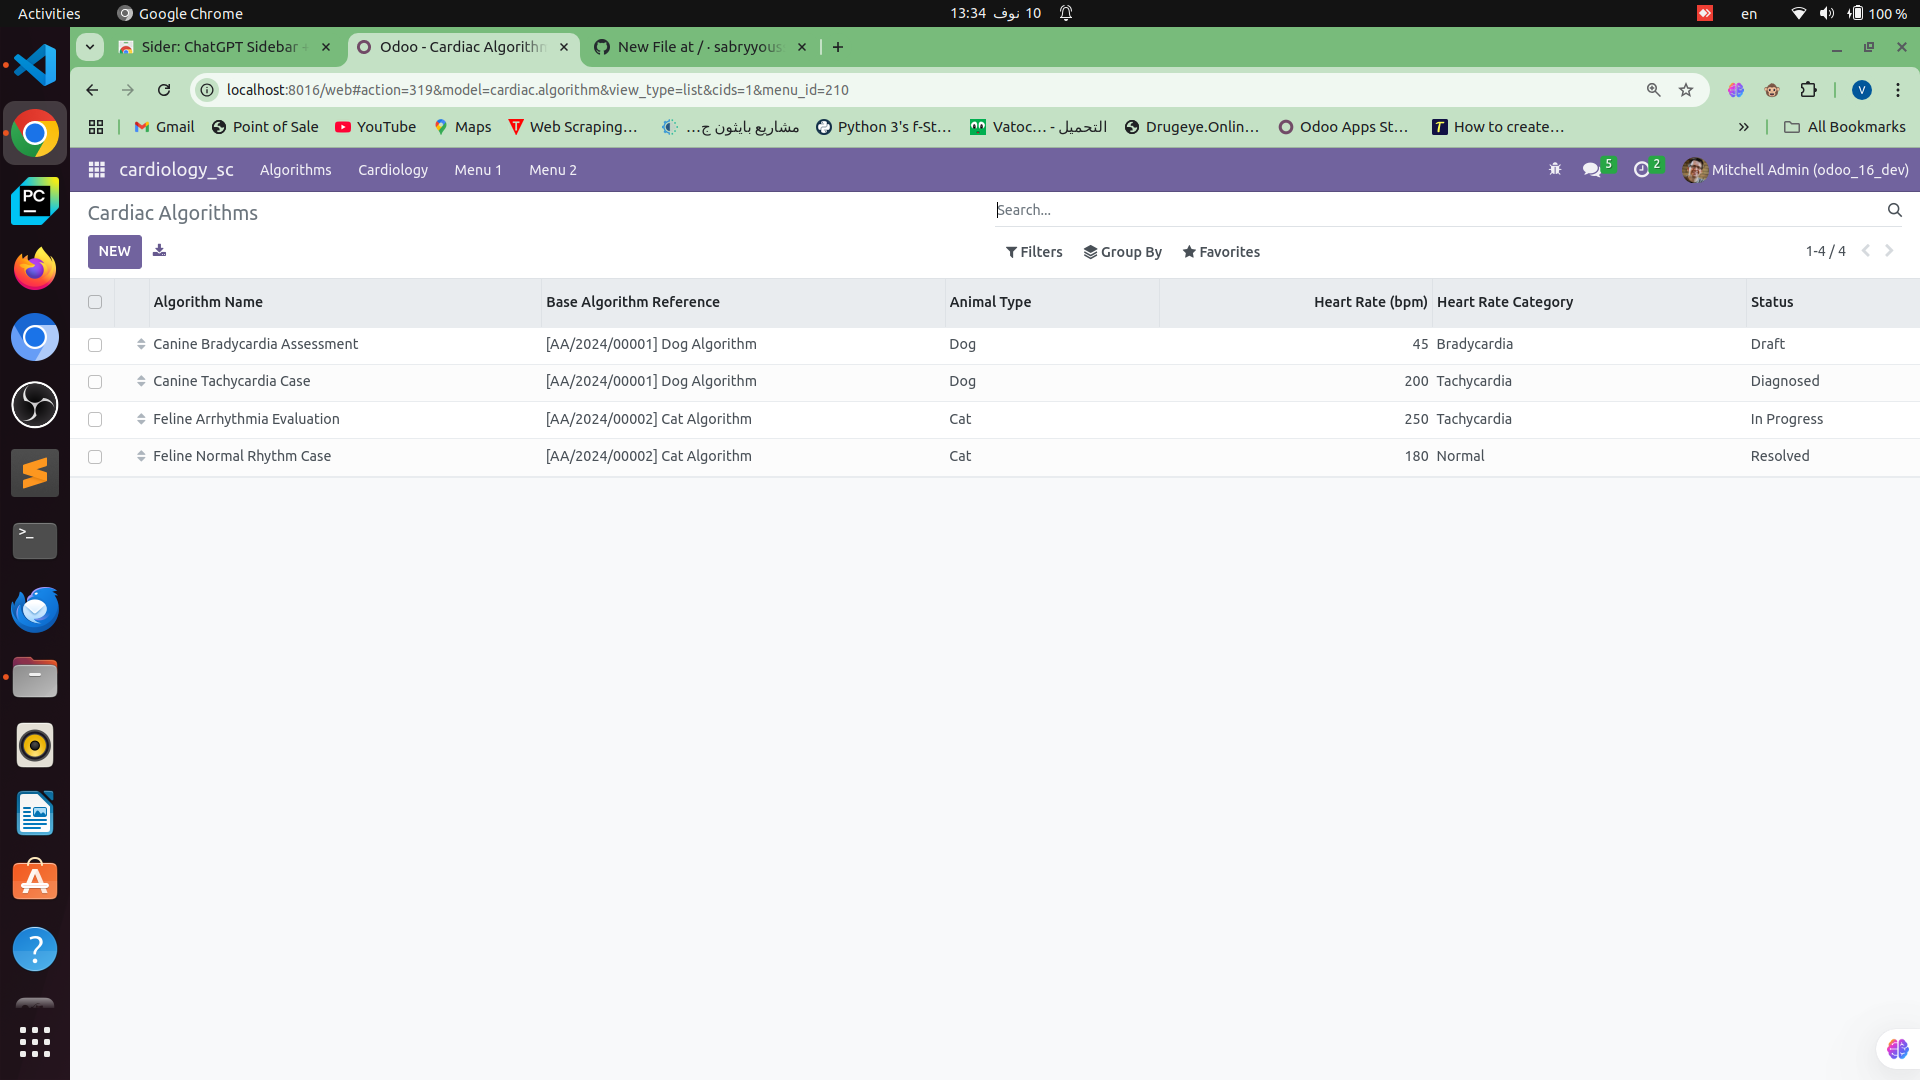 Activities
Google Chrome
13:34 10 نوف
en
100 %
Sider: ChatGPT Sidebar
Odoo - Cardiac Algorithm
New File at / · sabryyous
localhost:8016/web#action=319&model=cardiac.algorithm&view_type=list&cids=1&menu_id=210
V
Gmail
Point of Sale
YouTube
Maps
Web Scraping…
مشاريع بايثون ج…
Python 3's f-St…
Vatoc… - التحميل
Drugeye.Onlin…
Odoo Apps St…
How to create…
All Bookmarks
cardiology_sc
Algorithms
Cardiology
Menu 1
Menu 2
5
2
Mitchell Admin (odoo_16_dev)
Cardiac Algorithms
Search...
NEW
Filters
Group By
Favorites
1-4 / 4
Algorithm Name Base Algorithm Reference Animal Type Heart Rate (bpm) Heart Rate Category Status
Canine Bradycardia Assessment [AA/2024/00001] Dog Algorithm Dog 45 Bradycardia Draft
Canine Tachycardia Case [AA/2024/00001] Dog Algorithm Dog 200 Tachycardia Diagnosed
Feline Arrhythmia Evaluation [AA/2024/00002] Cat Algorithm Cat 250 Tachycardia In Progress
Feline Normal Rhythm Case [AA/2024/00002] Cat Algorithm Cat 180 Normal Resolved
PC